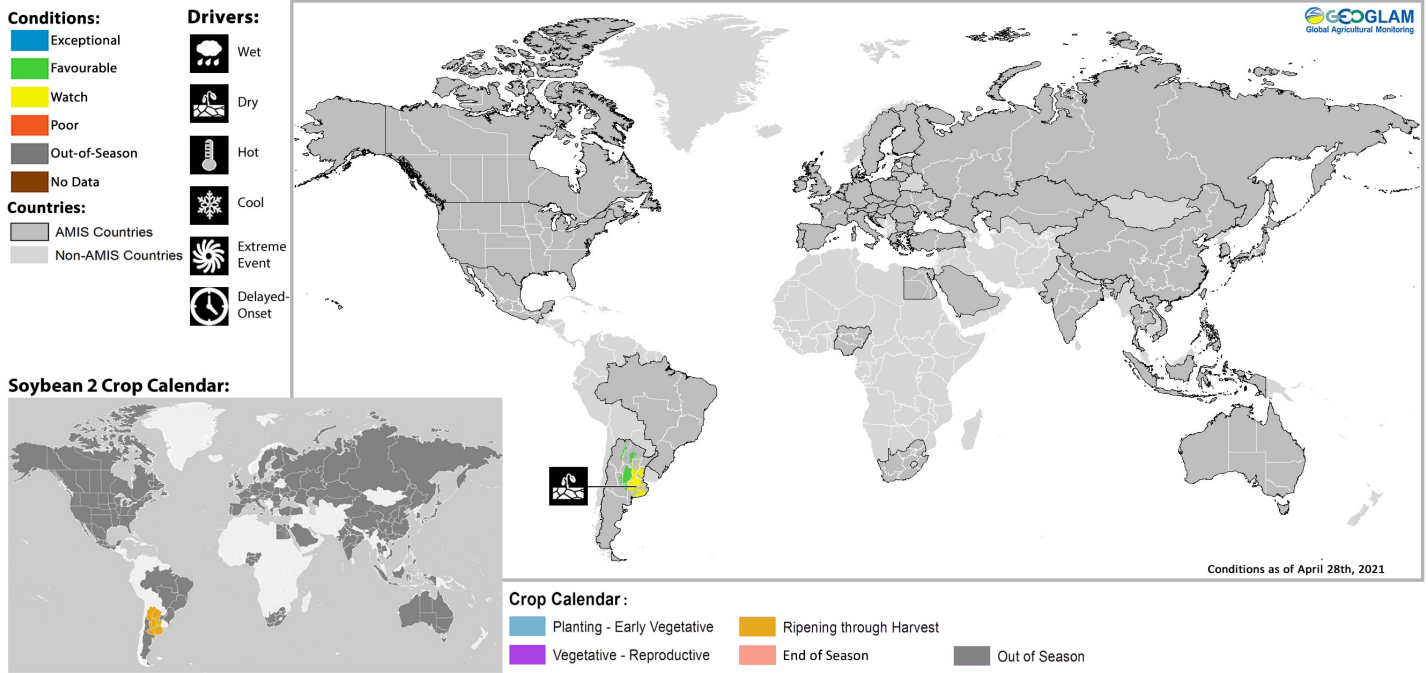 Conditions:
Exceptional
Favourable
Watch
Poor
Out-of-Season
No Data
Countries:
AMIS Countries
Non-AMIS Countries
Drivers:
Wet
Dry
Hot
Cool
Extreme
Event
Delayed-
Onset
GEOGLAM
Global Agricultural Monitoring
Soybean 2 Crop Calendar:
Conditions as of April 28th, 2021
Crop Calendar :
Planting - Early Vegetative
Vegetative - Reproductive
Ripening through Harvest
End of Season
Out of Season